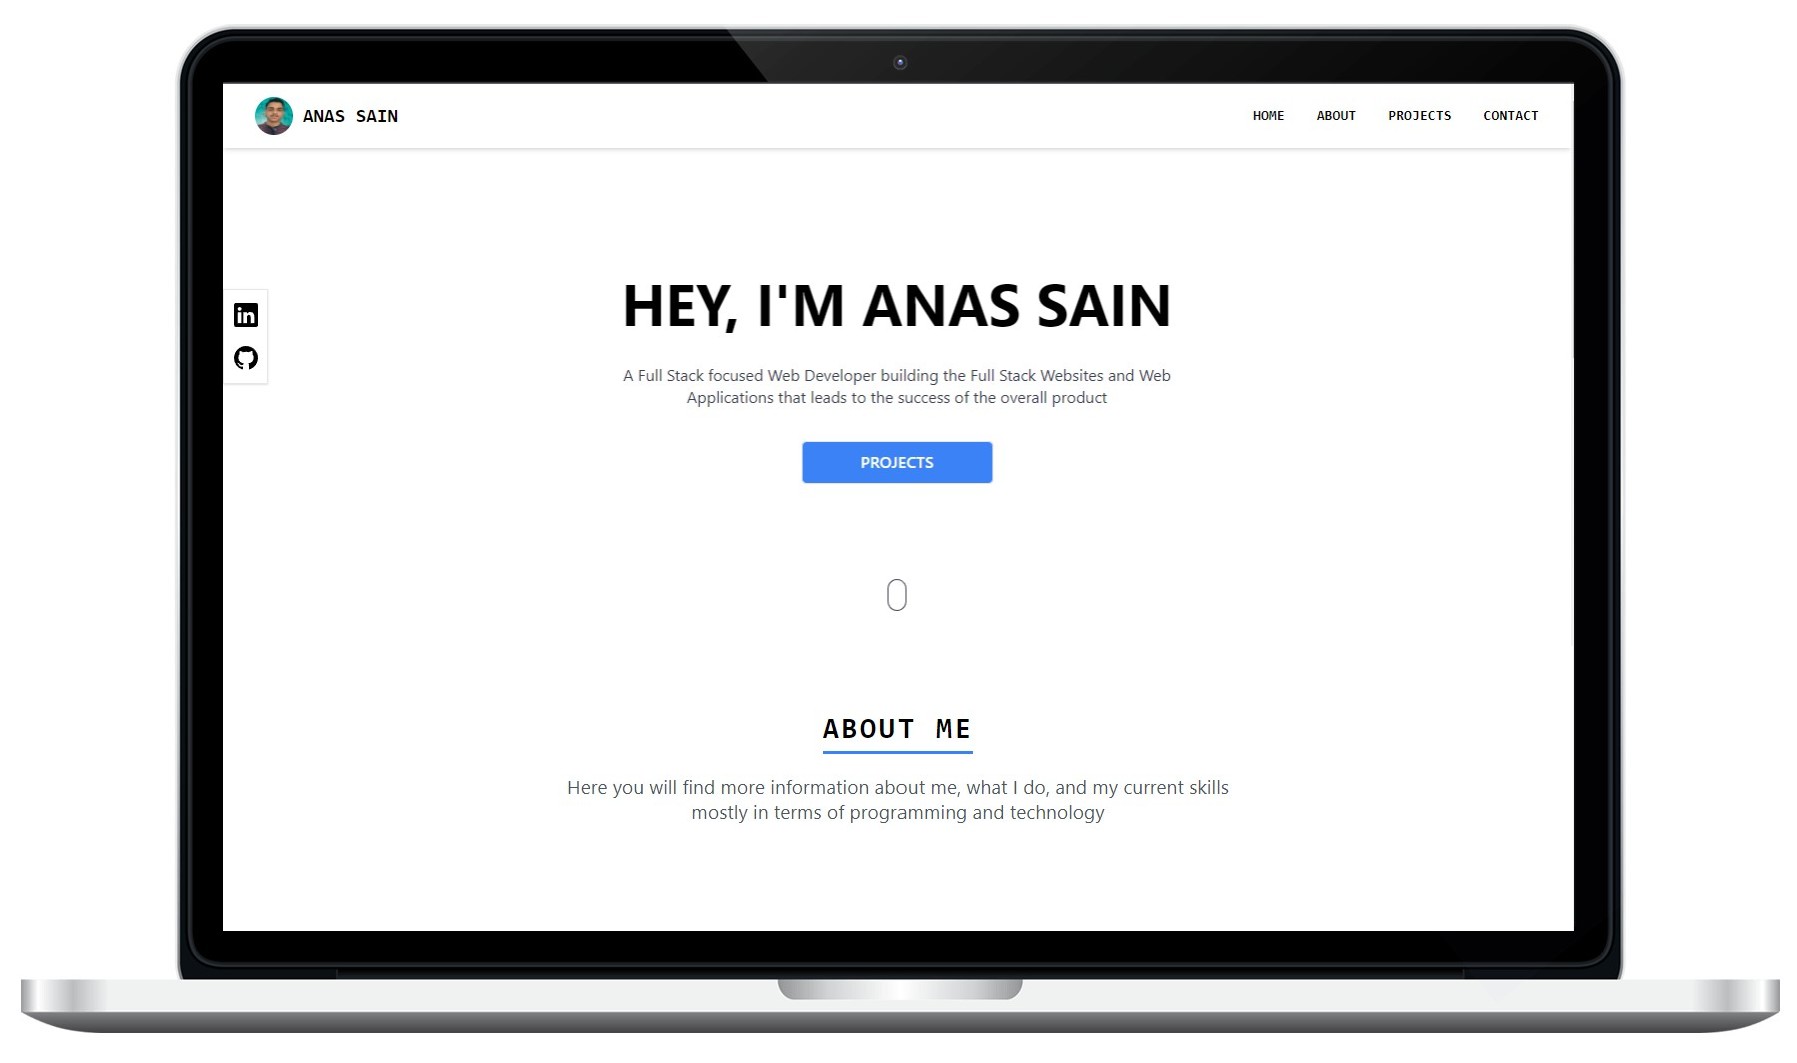 ANAS SAIN
HOME ABOUT PROJECTS CONTACT
in
HEY, I'M ANAS SAIN
A Full Stack focused Web Developer building the Full Stack Websites and Web
Applications that leads to the success of the overall product
PROJECTS
ABOUT ME
Here you will find more information about me, what I do, and my current skills
mostly in terms of programming and technology